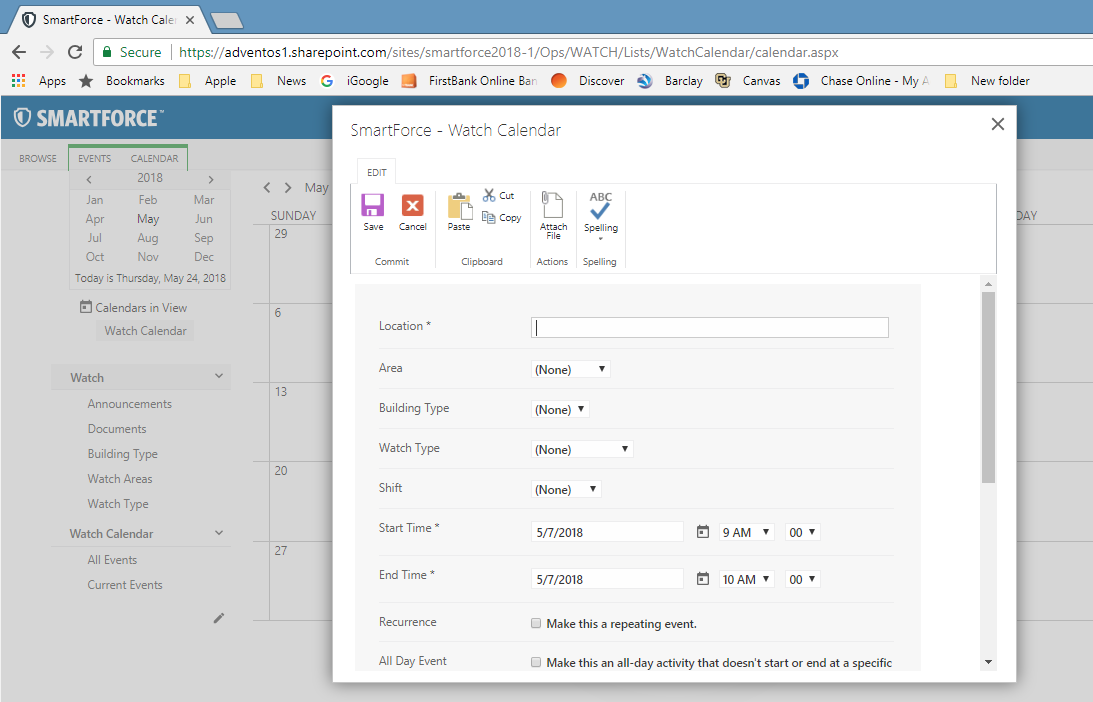 SmartForce - Watch Caler
Secure https://adventos1.sharepoint.com/sites/smartforce2018-1/Ops/WATCH/Lists/WatchCalendar/calendar.aspx
Apps Bookmarks Apple News iGoogle FirstBank Online Ban Discover Barclay Canvas Chase Online - My A New folder
SMARTFORCE™
BROWSE EVENTS CALENDAR
2018
Jan Feb Mar
Apr May Jun
Jul Aug Sep
Oct Nov Dec
Today is Thursday, May 24, 2018
Calendars in View
Watch Calendar
Watch
Announcements
Documents
Building Type
Watch Areas
Watch Type
Watch Calendar
All Events
Current Events
May
SUNDAY
DAY
29
6
13
20
27
SmartForce - Watch Calendar
EDIT
Save Cancel Paste Cut Copy Attach File ABC Spelling
Commit Clipboard Actions Spelling
Location *
Area (None)
Building Type (None)
Watch Type (None)
Shift (None)
Start Time * 5/7/2018 9 AM 00
End Time * 5/7/2018 10 AM 00
Recurrence Make this a repeating event.
All Day Event Make this an all-day activity that doesn't start or end at a specific